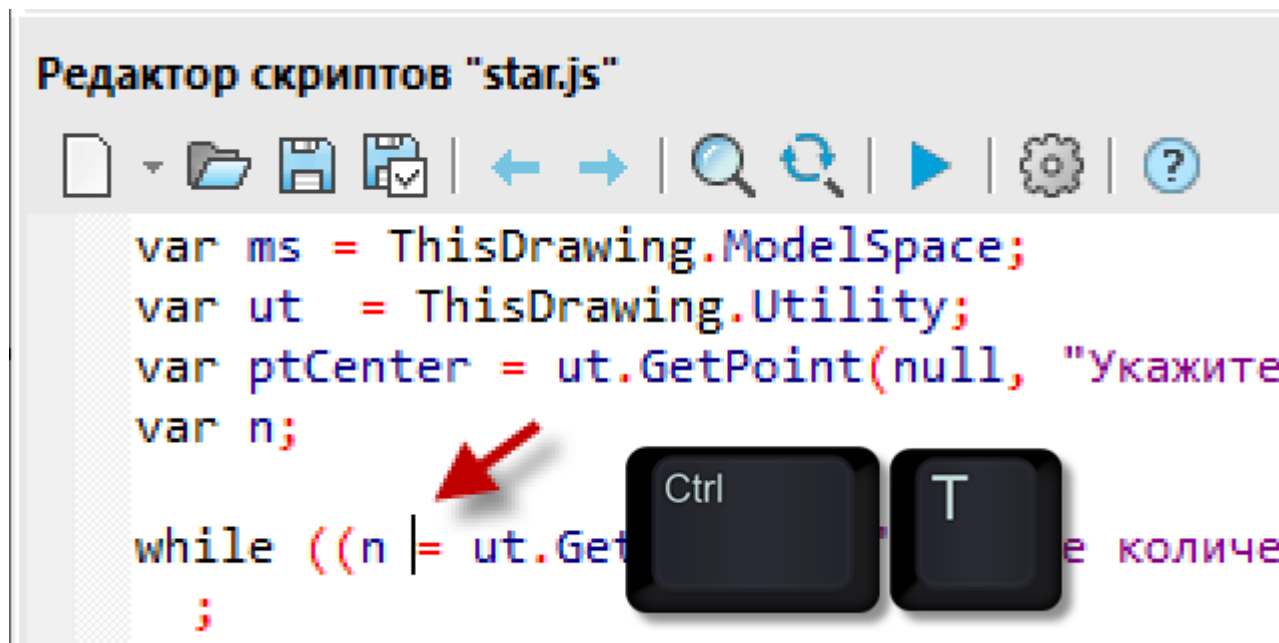 Редактор скриптов "star.js"
var ms = ThisDrawing.ModelSpace;
var ut  = ThisDrawing.Utility;
var ptCenter = ut.GetPoint(null, "Укажите
var n;
while ((n = ut.Get
Ctrl
T
е количе
;